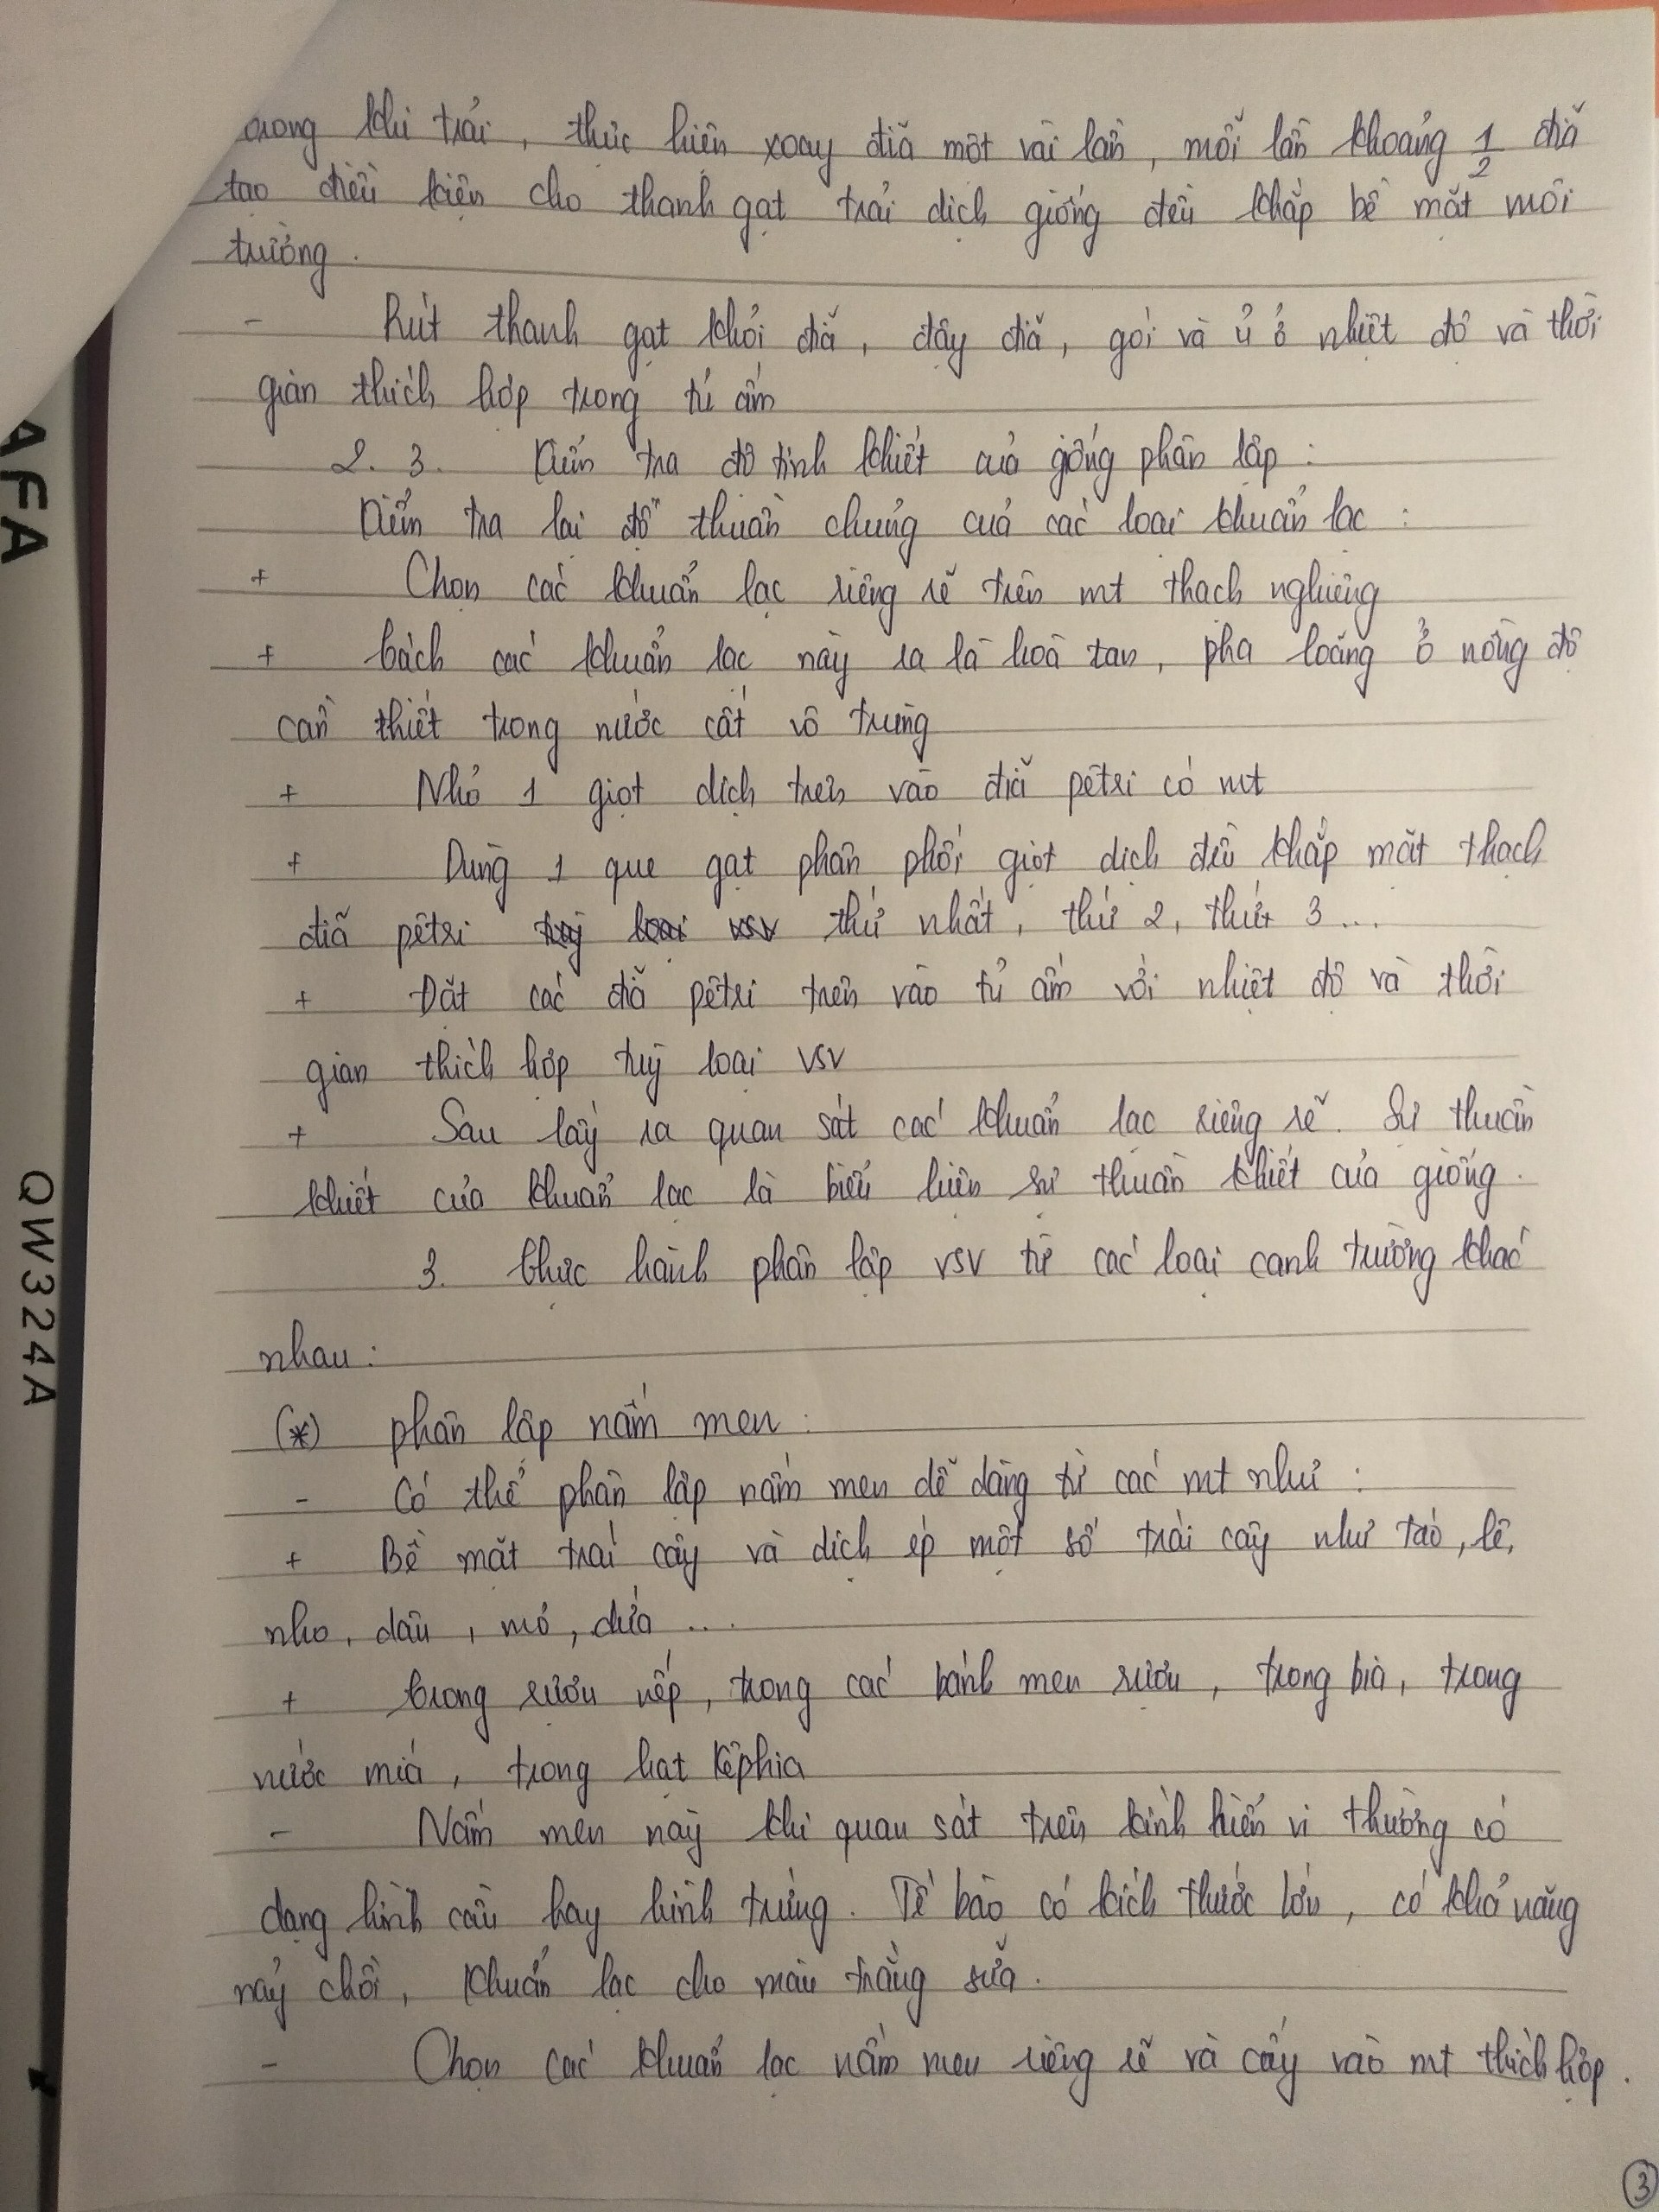 trong khi trải, thực hiện xoay đĩa một vài lần, mỗi lần khoảng 1/2 đĩa
tạo điều kiện cho thanh gạt trải dịch giống đều khắp bề mặt môi
trường.
- Rút thanh gạt khỏi đĩa, đậy đĩa, gói và ủ ở nhiệt độ và thời
gian thích hợp trong tủ ấm
2. 3. Kiểm tra độ tinh khiết của giống phân lập :
Kiểm tra lại độ thuần chủng của các loại khuẩn lạc :
+ Chọn các khuẩn lạc riêng rẽ trên mt thạch nghiêng
+ Tách các khuẩn lạc này ra là hoà tan, pha loãng ở nồng độ
cần thiết trong nước cất vô trùng
+ Nhỏ 1 giọt dịch trên vào đĩa pêtri có mt
+ Dùng 1 que gạt phân phối giọt dịch đều khắp mặt thạch
đĩa pêtri tuỳ loại vsv thứ nhất, thứ 2, thứ 3...
+ Đặt các đĩa pêtri trên vào tủ ấm với nhiệt độ và thời
gian thích hợp tuỳ loại vsv
+ Sau lấy ra quan sát các khuẩn lạc riêng rẽ. Sự thuần
khiết của khuẩn lạc là biểu hiện sự thuần khiết của giống.
3. Thực hành phân lập vsv từ các loại canh trường khác
nhau :
(*) phân lập nấm men :
- Có thể phân lập nấm men dễ dàng từ các mt như :
+ Bề mặt trái cây và dịch ép một số trái cây như táo, lê,
nho, dâu, mơ, dứa ...
+ Trong rượu nếp, trong các bánh men rượu, trong bia, trong
nước mía, trong hạt Kêphia
- Nấm men này khi quan sát trên kính hiển vi thường có
dạng hình cầu hay hình trứng. Tế bào có kích thước lớn, có khả năng
nảy chồi, khuẩn lạc cho màu trắng sữa.
- Chọn các khuẩn lạc nấm men riêng rẽ và cấy vào mt thích hợp.
3
AFA
QW324A